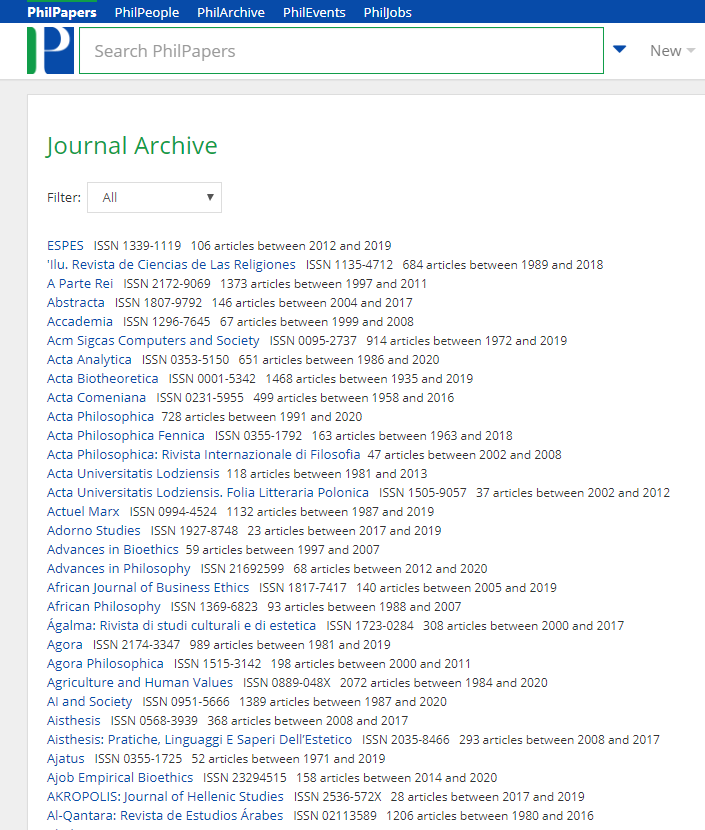 PhilPapers PhilPeople PhilArchive PhilEvents PhilJobs
P Search PhilPapers New
Journal Archive
Filter: All
ESPES ISSN 1339-1119 106 articles between 2012 and 2019
'Ilu. Revista de Ciencias de Las Religiones ISSN 1135-4712 684 articles between 1989 and 2018
A Parte Rei ISSN 2172-9069 1373 articles between 1997 and 2011
Abstracta ISSN 1807-9792 146 articles between 2004 and 2017
Accademia ISSN 1296-7645 67 articles between 1999 and 2008
Acm Sigcas Computers and Society ISSN 0095-2737 914 articles between 1972 and 2019
Acta Analytica ISSN 0353-5150 651 articles between 1986 and 2020
Acta Biotheoretica ISSN 0001-5342 1468 articles between 1935 and 2019
Acta Comeniana ISSN 0231-5955 499 articles between 1958 and 2016
Acta Philosophica 728 articles between 1991 and 2020
Acta Philosophica Fennica ISSN 0355-1792 163 articles between 1963 and 2018
Acta Philosophica: Rivista Internazionale di Filosofia 47 articles between 2002 and 2008
Acta Universitatis Lodziensis 118 articles between 1981 and 2013
Acta Universitatis Lodziensis. Folia Litteraria Polonica ISSN 1505-9057 37 articles between 2002 and 2012
Actuel Marx ISSN 0994-4524 1132 articles between 1987 and 2019
Adorno Studies ISSN 1927-8748 23 articles between 2017 and 2019
Advances in Bioethics 59 articles between 1997 and 2007
Advances in Philosophy ISSN 21692599 68 articles between 2012 and 2020
African Journal of Business Ethics ISSN 1817-7417 140 articles between 2005 and 2019
African Philosophy ISSN 1369-6823 93 articles between 1988 and 2007
Ágalma: Rivista di studi culturali e di estetica ISSN 1723-0284 308 articles between 2000 and 2017
Agora ISSN 2174-3347 989 articles between 1981 and 2019
Agora Philosophica ISSN 1515-3142 198 articles between 2000 and 2011
Agriculture and Human Values ISSN 0889-048X 2072 articles between 1984 and 2020
AI and Society ISSN 0951-5666 1389 articles between 1987 and 2020
Aisthesis ISSN 0568-3939 368 articles between 2008 and 2017
Aisthesis: Pratiche, Linguaggi E Saperi Dell'Estetico ISSN 2035-8466 293 articles between 2008 and 2017
Ajatus ISSN 0355-1725 52 articles between 1971 and 2019
Ajob Empirical Bioethics ISSN 23294515 158 articles between 2014 and 2020
AKROPOLIS: Journal of Hellenic Studies ISSN 2536-572X 28 articles between 2017 and 2019
Al-Qantara: Revista de Estudios Árabes ISSN 02113589 1206 articles between 1980 and 2016